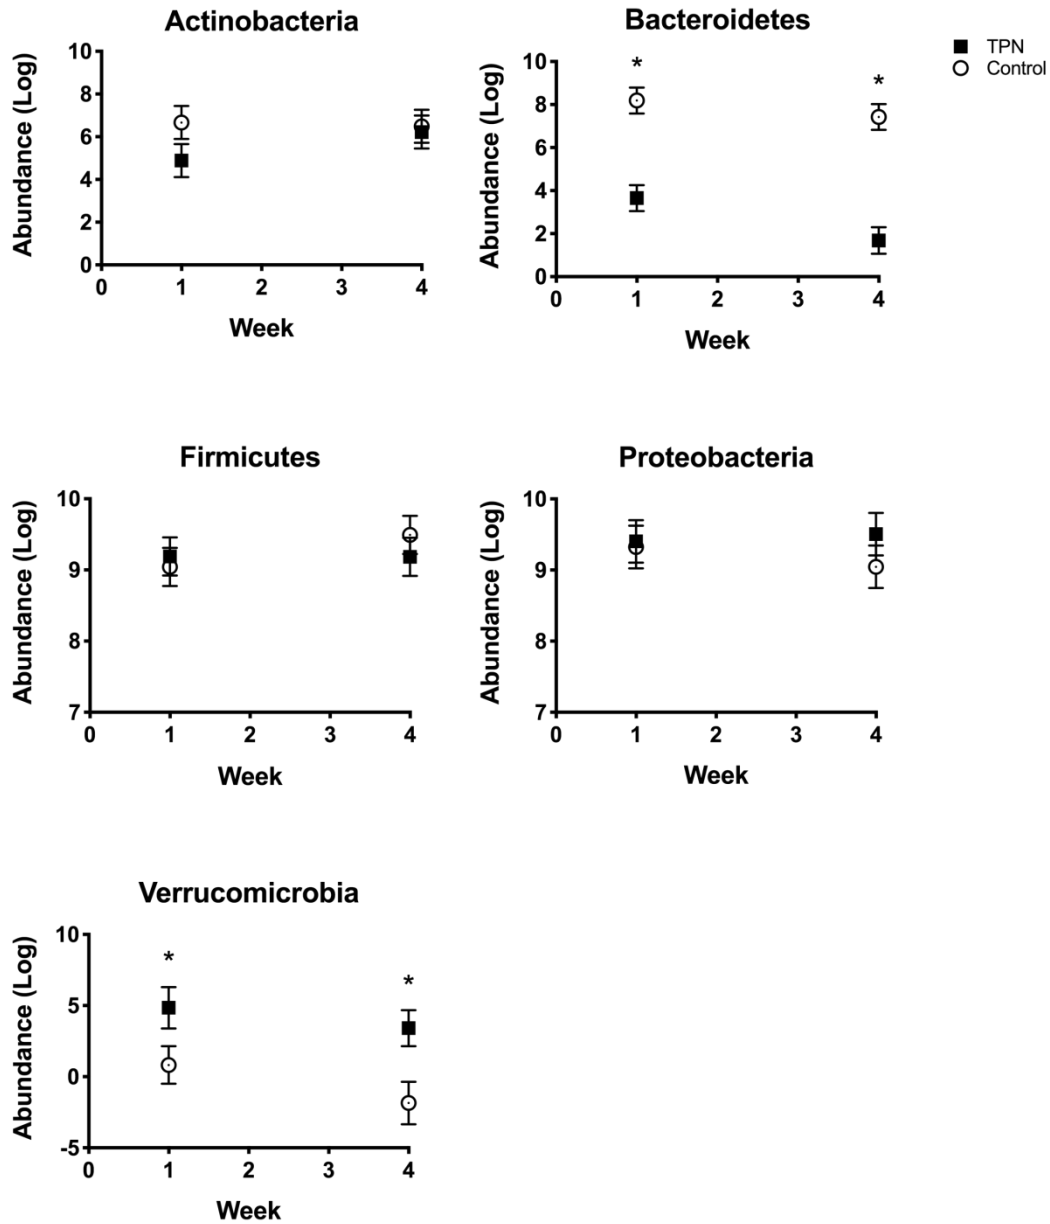 Actinobacteria
Abundance (Log)
10
8
6
4
2
0
0 1 2 3 4
Week
Bacteroidetes
Abundance (Log)
10
8
6
4
2
0
* *
0 1 2 3 4
Week
TPN
Control
Firmicutes
Abundance (Log)
10
9
8
7
0 1 2 3 4
Week
Proteobacteria
Abundance (Log)
10
9
8
7
0 1 2 3 4
Week
Verrucomicrobia
Abundance (Log)
10
5
0
-5
* *
0 1 2 3 4
Week